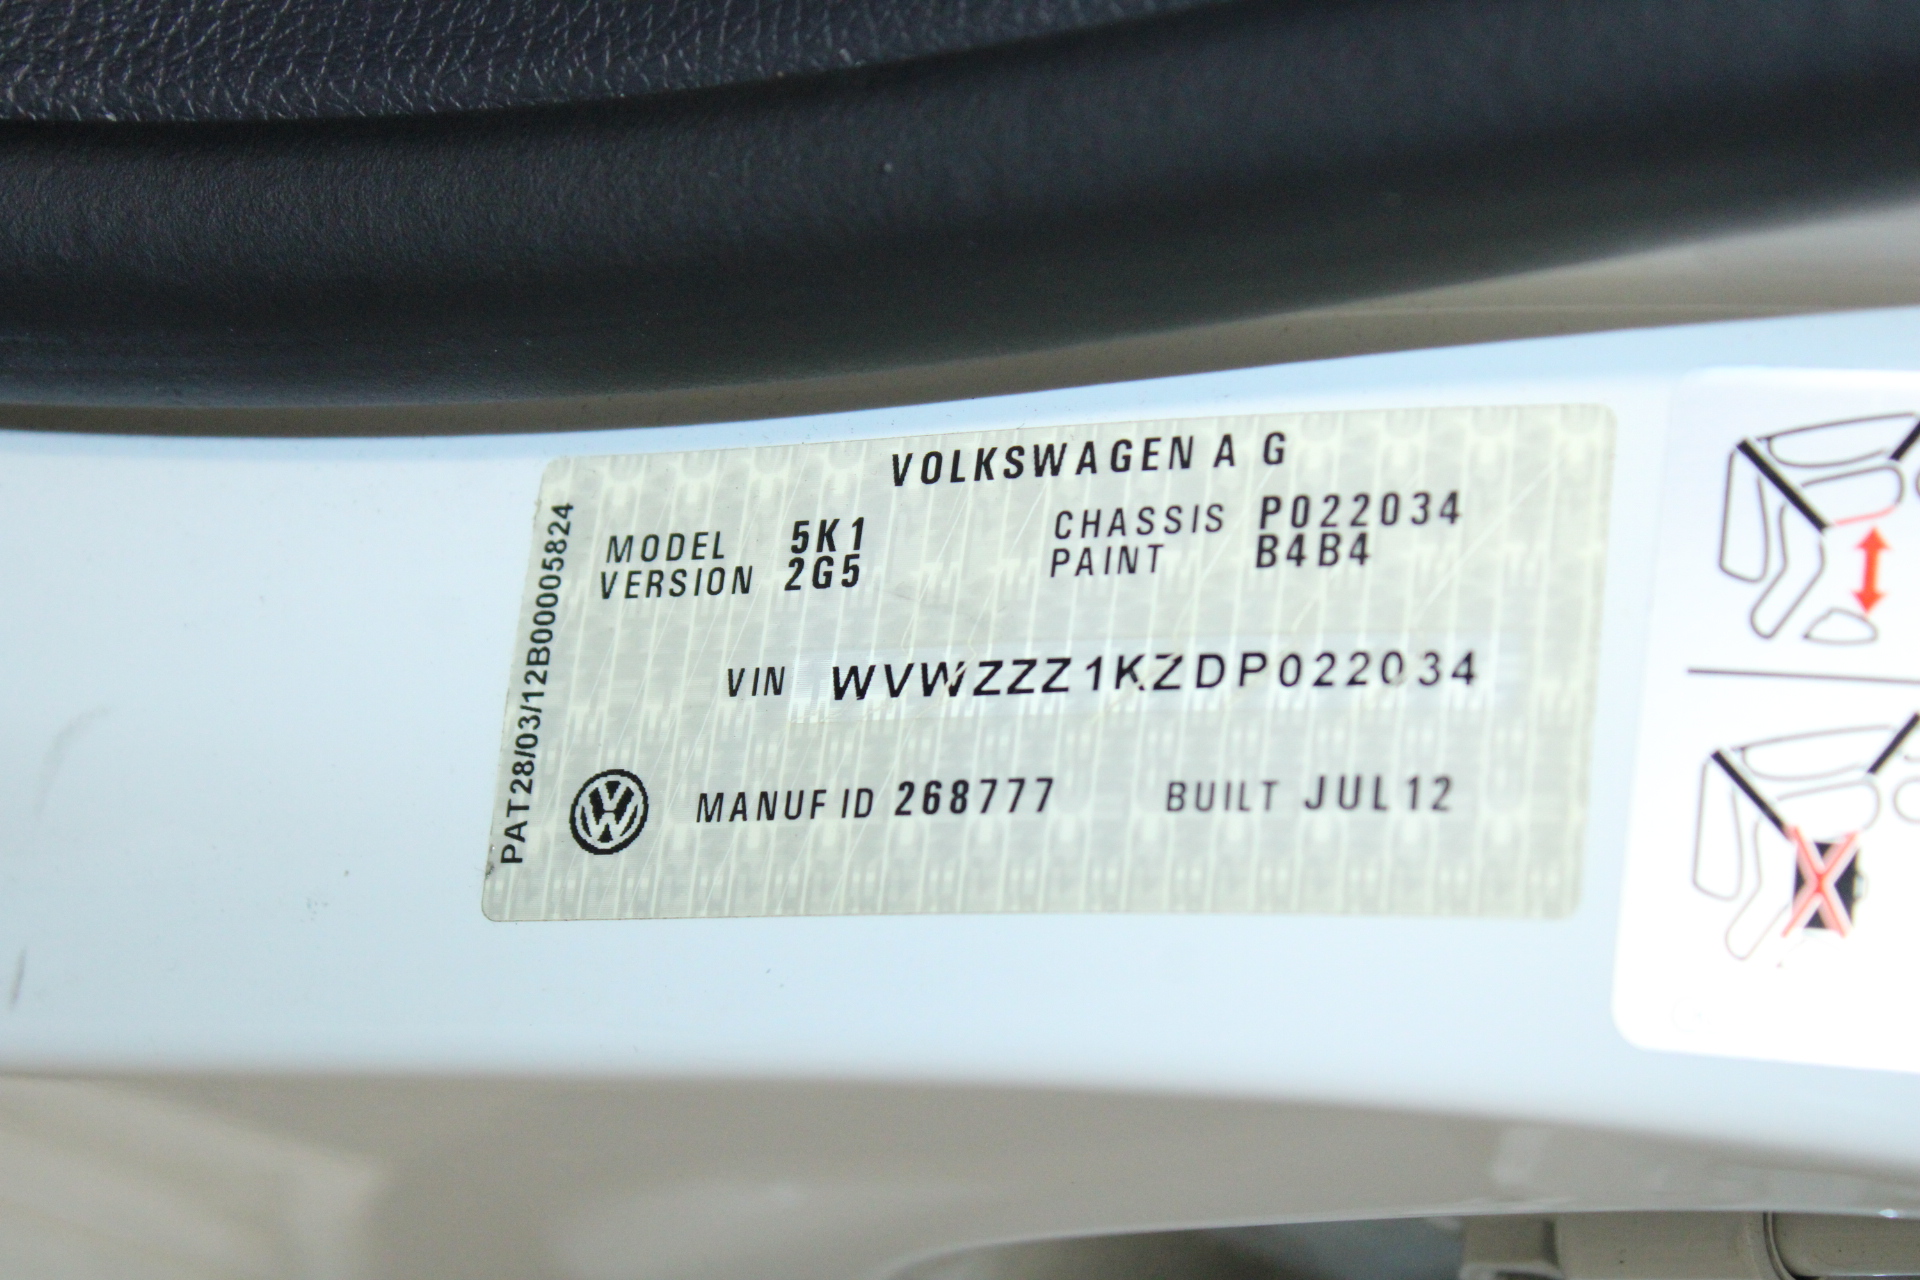 VOLKSWAGEN AG
MODEL 5K1 CHASSIS P022034
VERSION 2G5 PAINT B4B4
VIN WVWZZZ1KZDP022034
MANUF ID 268777 BUILT JUL12
PAT28/03/12B00005824